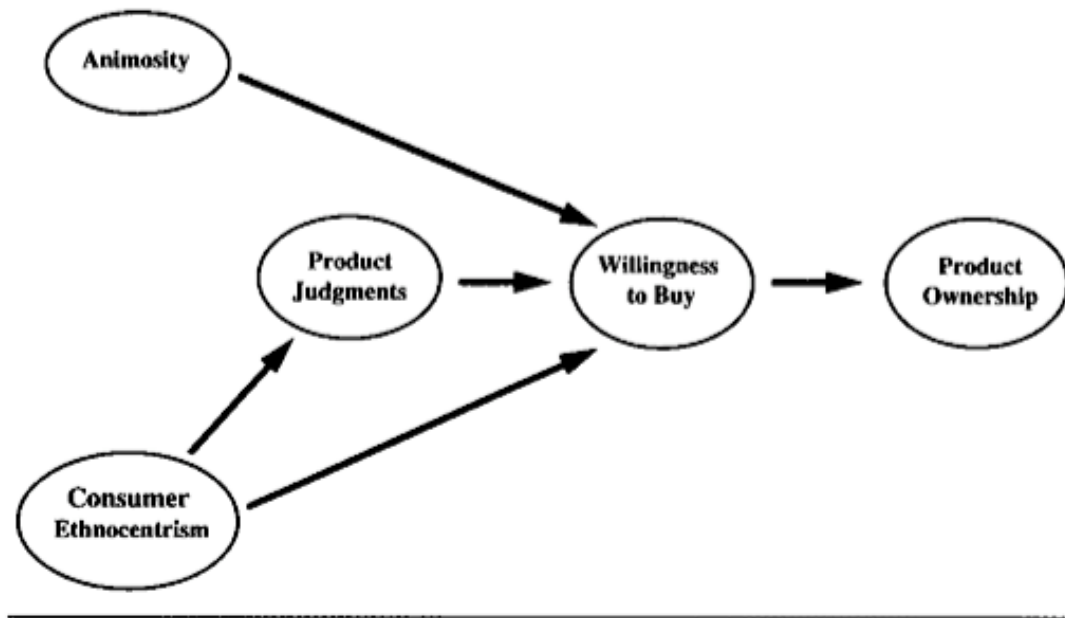 Animosity
Product
Judgments
Willingness
to Buy
Product
Ownership
Consumer
Ethnocentrism